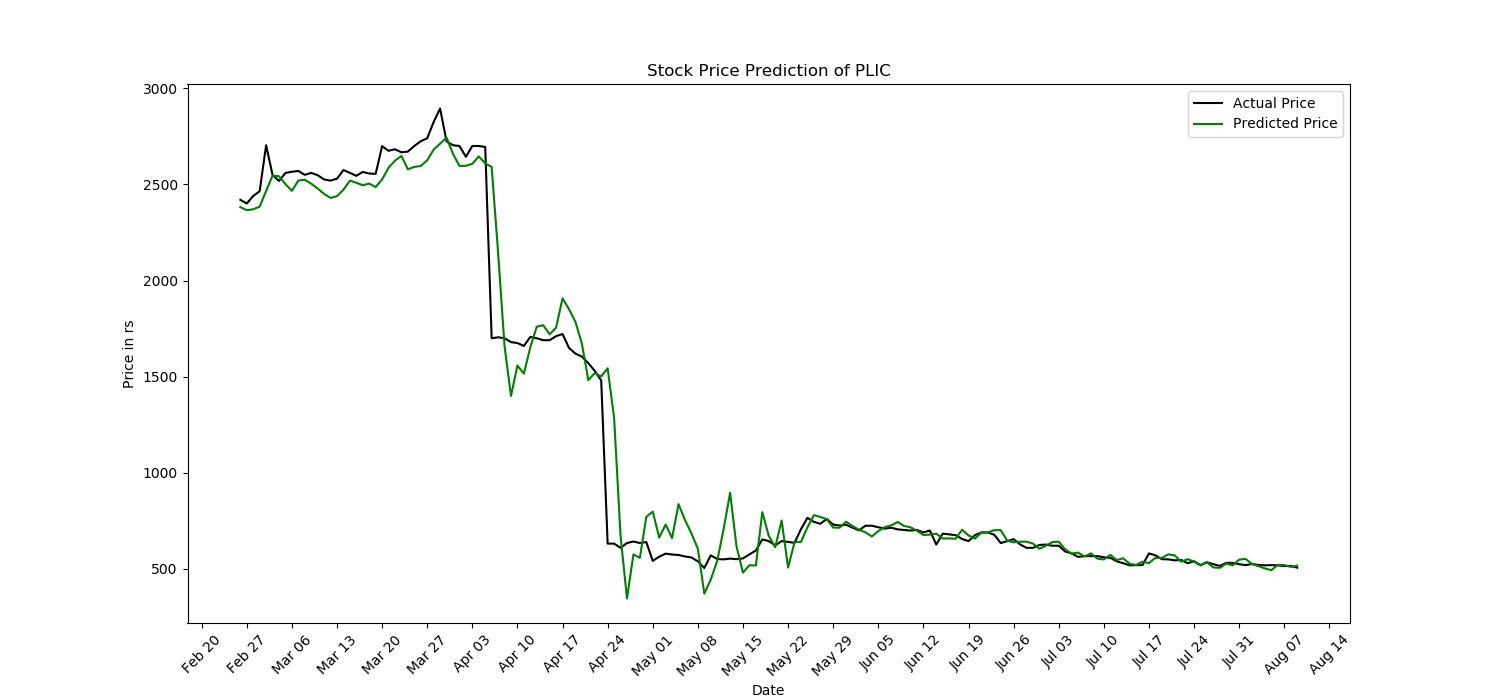 Stock Price Prediction of PLIC
Actual Price
Predicted Price
3000
2500
2000
1500
1000
500
Price in rs
Feb 20
Feb 27
Mar 06
Mar 13
Mar 20
Mar 27
Apr 03
Apr 10
Apr 17
Apr 24
May 01
May 08
May 15
May 22
May 29
Jun 05
Jun 12
Jun 19
Jun 26
Jul 03
Jul 10
Jul 17
Jul 24
Jul 31
Aug 07
Aug 14
Date